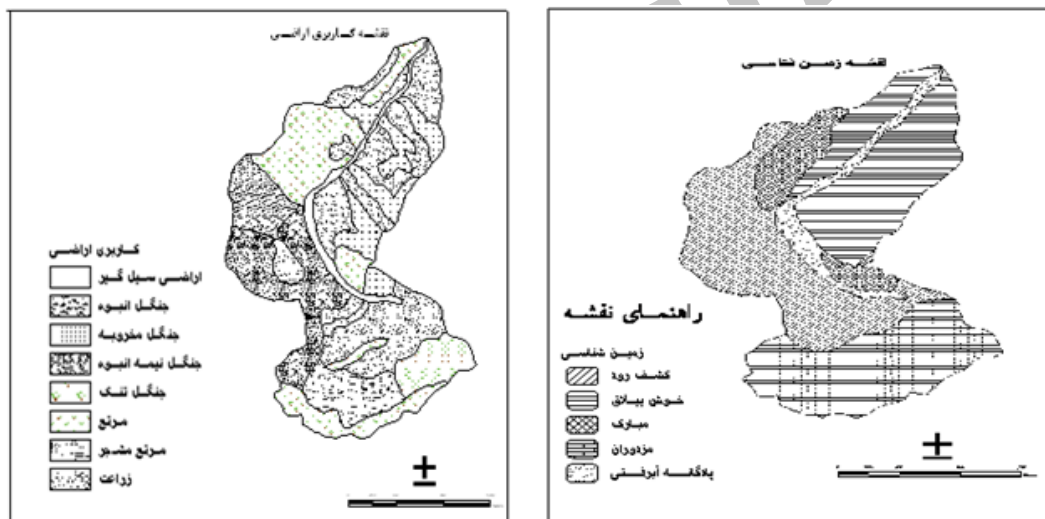 نقشه کاربری اراضی
کاربری اراضی
اراضی سیل گیر
جنگل انبوه
جنگل مخروبه
جنگل نیمه انبوه
جنگل تنک
مرتع
مرتع مشجر
زراعت
نقشه زمین شناسی
راهنمای نقشه
زمین شناسی
کشف رود
خوش ییلاق
مبارک
مزدوران
پادگانه آبرفتی